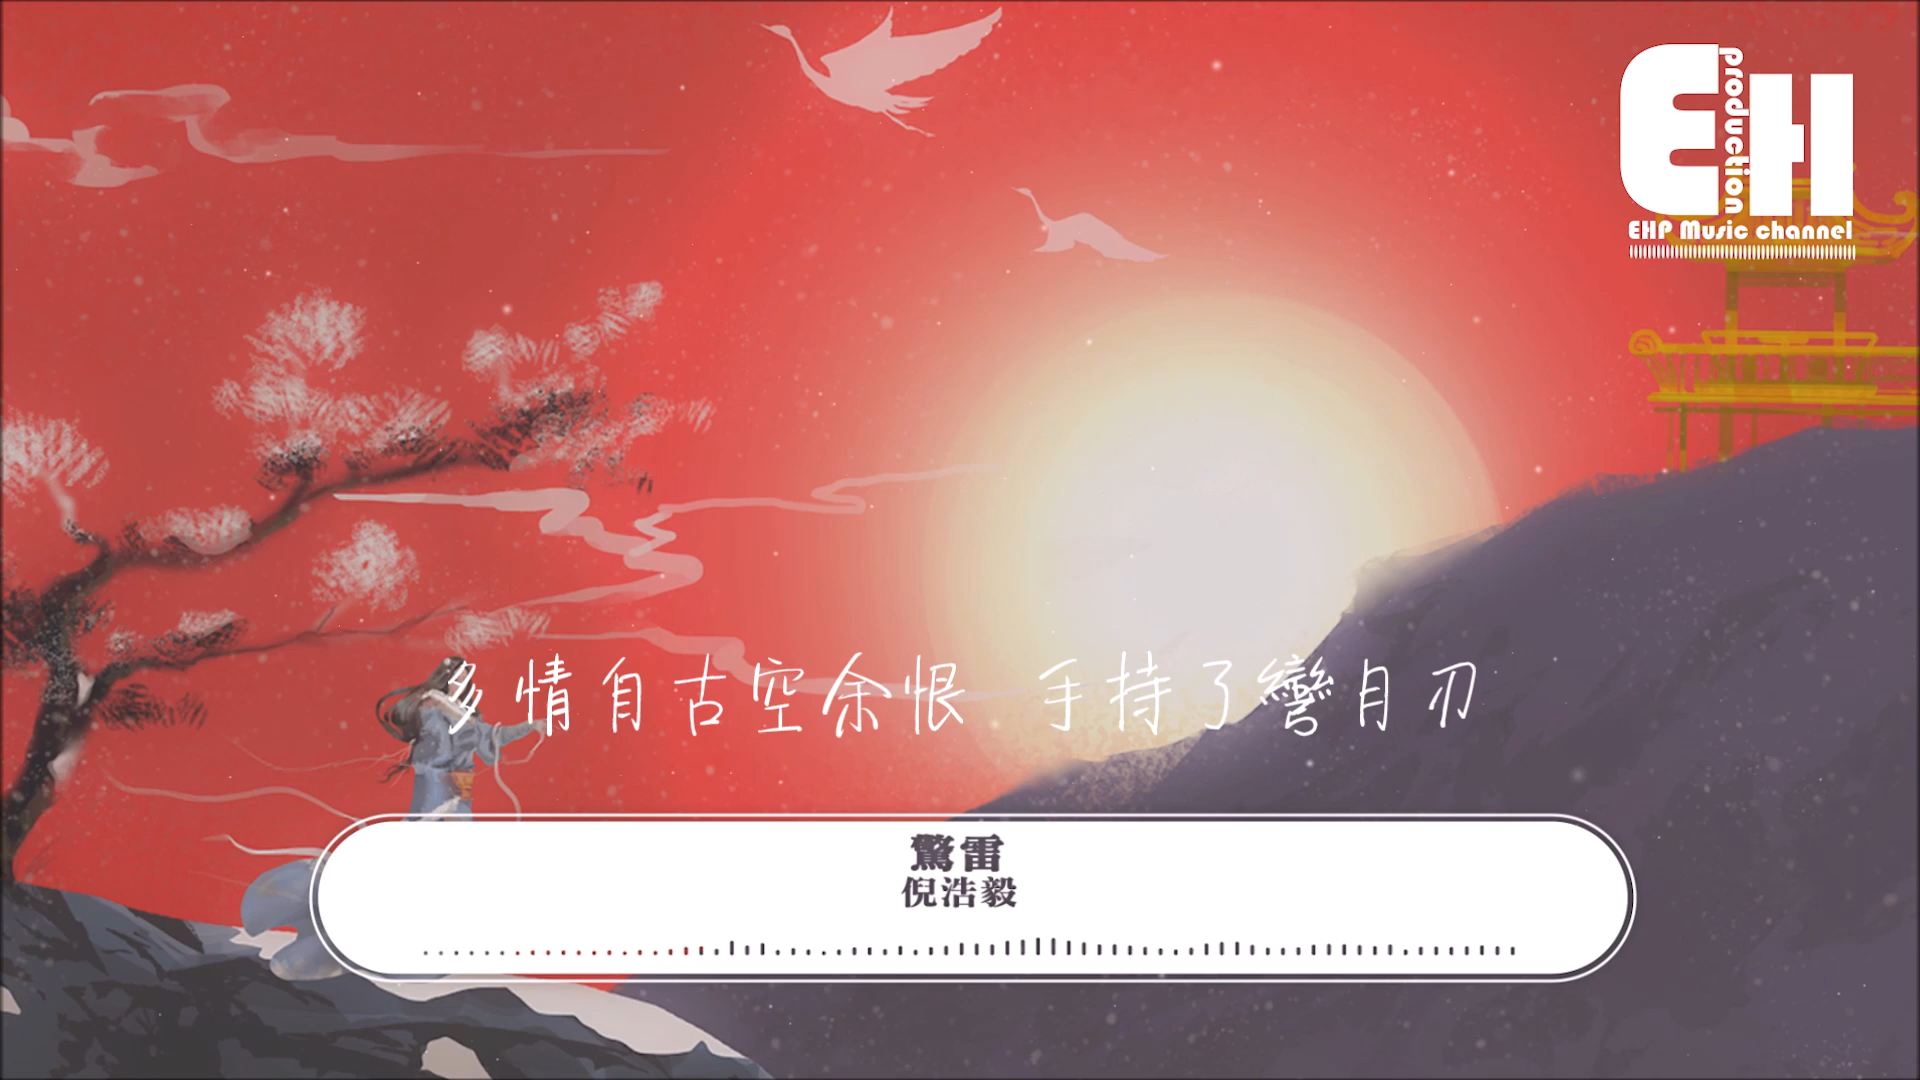 EH
production
EHP Music channel
多情自古空余恨 手持了彎月刃
驚雷
倪浩毅